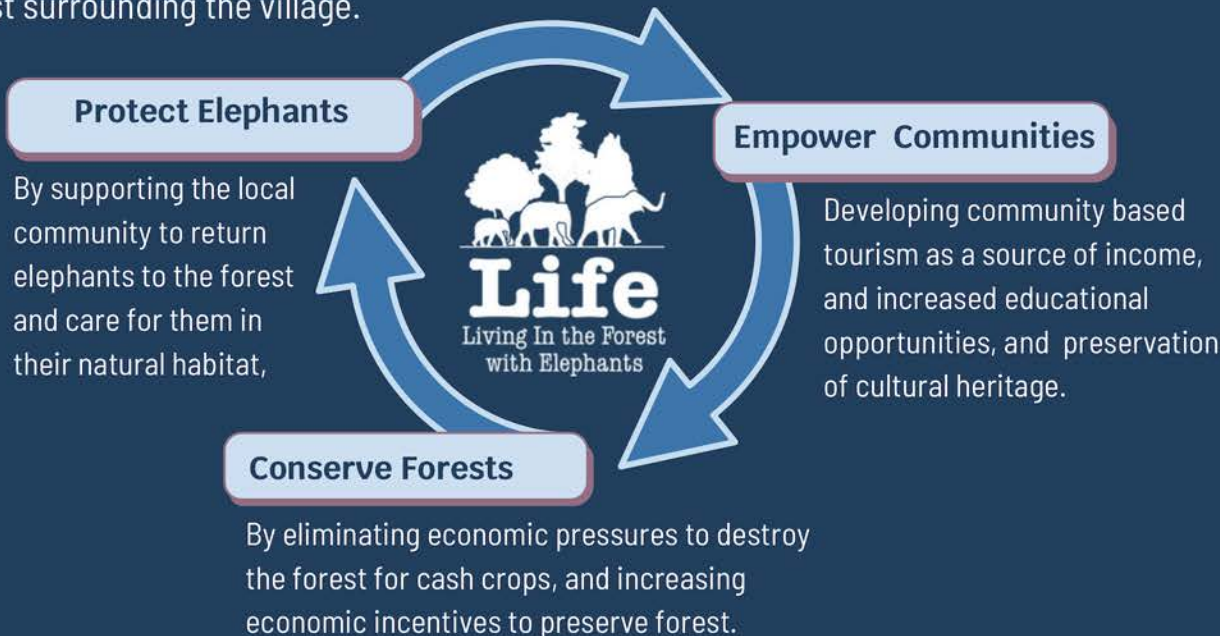 surrounding the village.
Protect Elephants
By supporting the local
community to return
elephants to the forest
and care for them in
their natural habitat,
Life
Living In the Forest
with Elephants
Empower Communities
Developing community based
tourism as a source of income,
and increased educational
opportunities, and preservation
of cultural heritage.
Conserve Forests
By eliminating economic pressures to destroy
the forest for cash crops, and increasing
economic incentives to preserve forest.